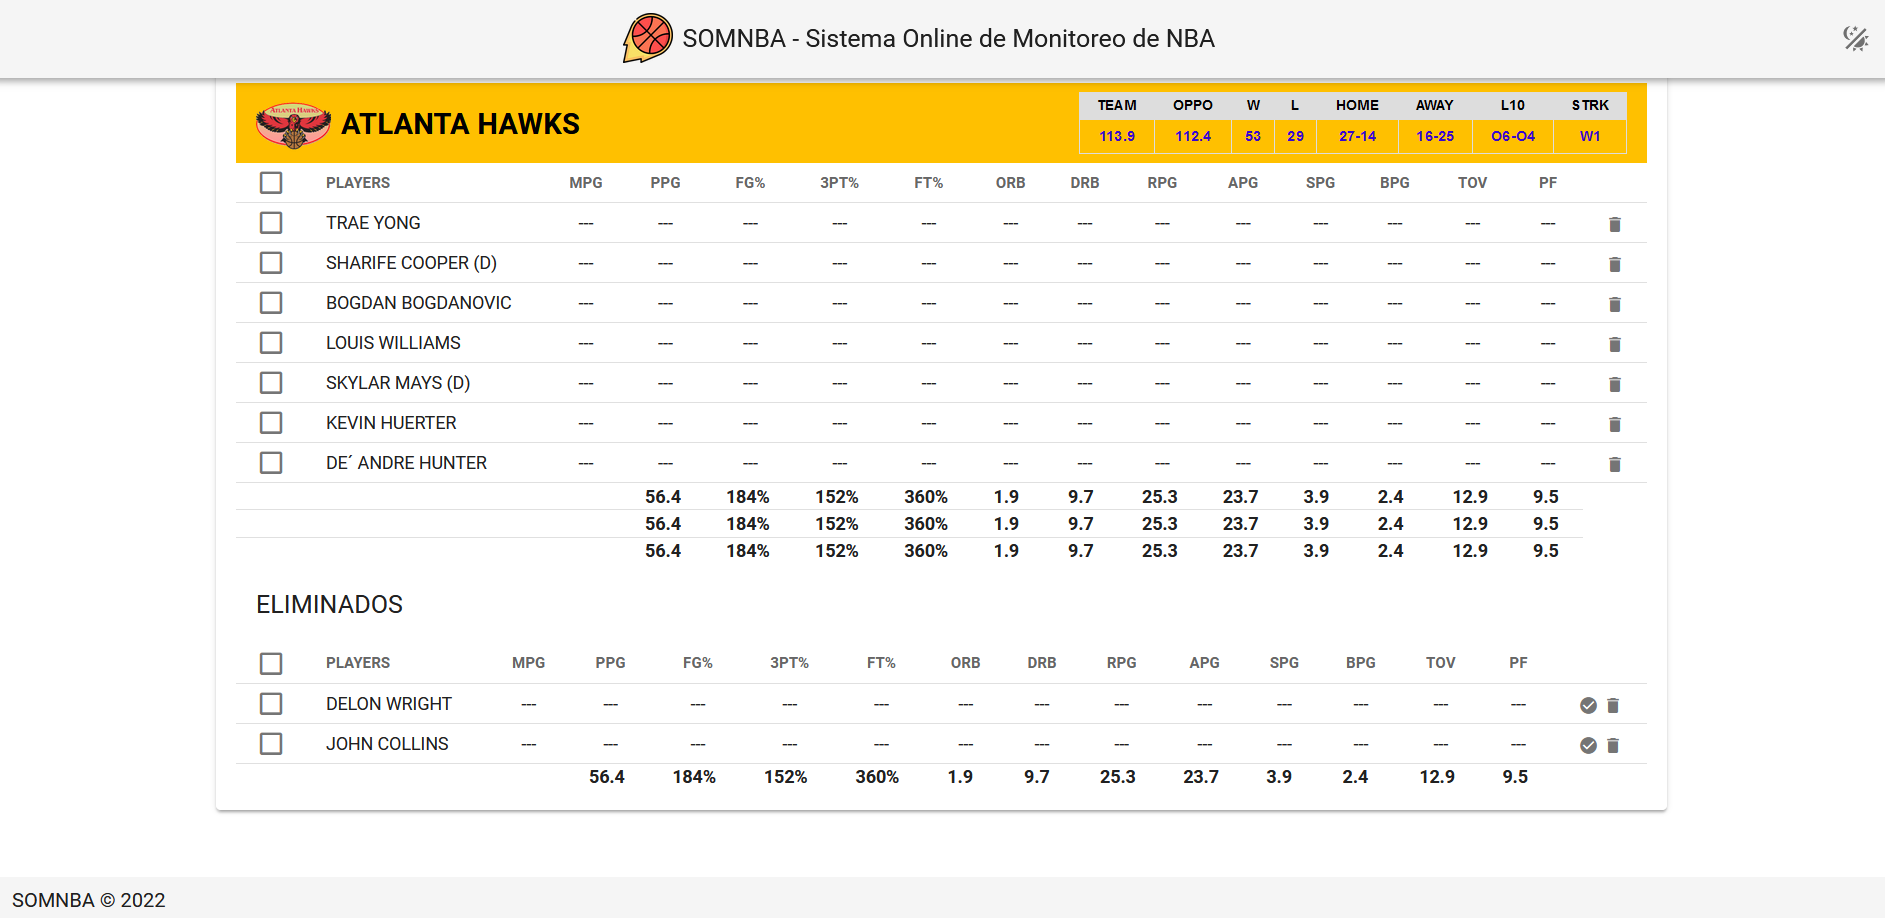 SOMNBA - Sistema Online de Monitoreo de NBA
ATLANTA HAWKS
ATLANTA HAWKS
TEAM OPPO W L HOME AWAY L10 STRK
113.9 112.4 53 29 27-14 16-25 O6-O4 W1
PLAYERS MPG PPG FG% 3PT% FT% ORB DRB RPG APG SPG BPG TOV PF
TRAE YONG --- --- --- --- --- --- --- --- --- --- --- --- ---
SHARIFE COOPER (D) --- --- --- --- --- --- --- --- --- --- --- --- ---
BOGDAN BOGDANOVIC --- --- --- --- --- --- --- --- --- --- --- --- ---
LOUIS WILLIAMS --- --- --- --- --- --- --- --- --- --- --- --- ---
SKYLAR MAYS (D) --- --- --- --- --- --- --- --- --- --- --- --- ---
KEVIN HUERTER --- --- --- --- --- --- --- --- --- --- --- --- ---
DE´ ANDRE HUNTER --- --- --- --- --- --- --- --- --- --- --- --- ---
56.4 184% 152% 360% 1.9 9.7 25.3 23.7 3.9 2.4 12.9 9.5
56.4 184% 152% 360% 1.9 9.7 25.3 23.7 3.9 2.4 12.9 9.5
56.4 184% 152% 360% 1.9 9.7 25.3 23.7 3.9 2.4 12.9 9.5
ELIMINADOS
PLAYERS MPG PPG FG% 3PT% FT% ORB DRB RPG APG SPG BPG TOV PF
DELON WRIGHT --- --- --- --- --- --- --- --- --- --- --- --- ---
JOHN COLLINS --- --- --- --- --- --- --- --- --- --- --- --- ---
56.4 184% 152% 360% 1.9 9.7 25.3 23.7 3.9 2.4 12.9 9.5
SOMNBA © 2022